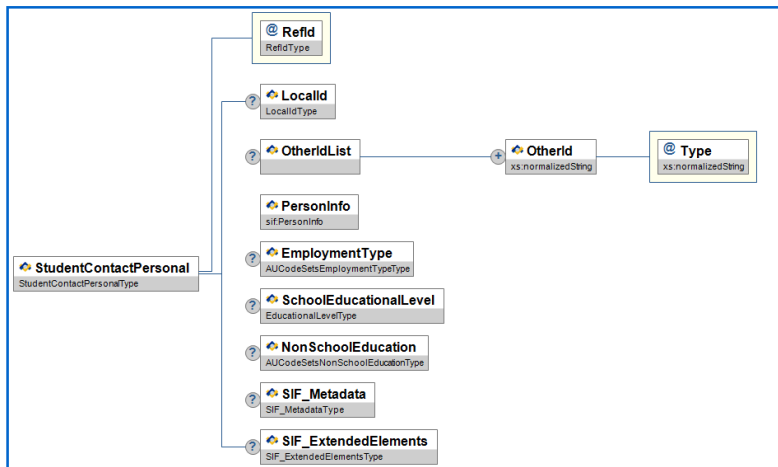 @ RefId
RefIdType
? LocalId
LocalIdType
? OtherIdList
+ OtherId
xs:normalizedString
@ Type
xs:normalizedString
PersonInfo
sif:PersonInfo
StudentContactPersonal
StudentContactPersonalType
? EmploymentType
AUCodeSetsEmploymentTypeType
? SchoolEducationalLevel
EducationalLevelType
? NonSchoolEducation
AUCodeSetsNonSchoolEducationType
? SIF_Metadata
SIF_MetadataType
? SIF_ExtendedElements
SIF_ExtendedElementsType